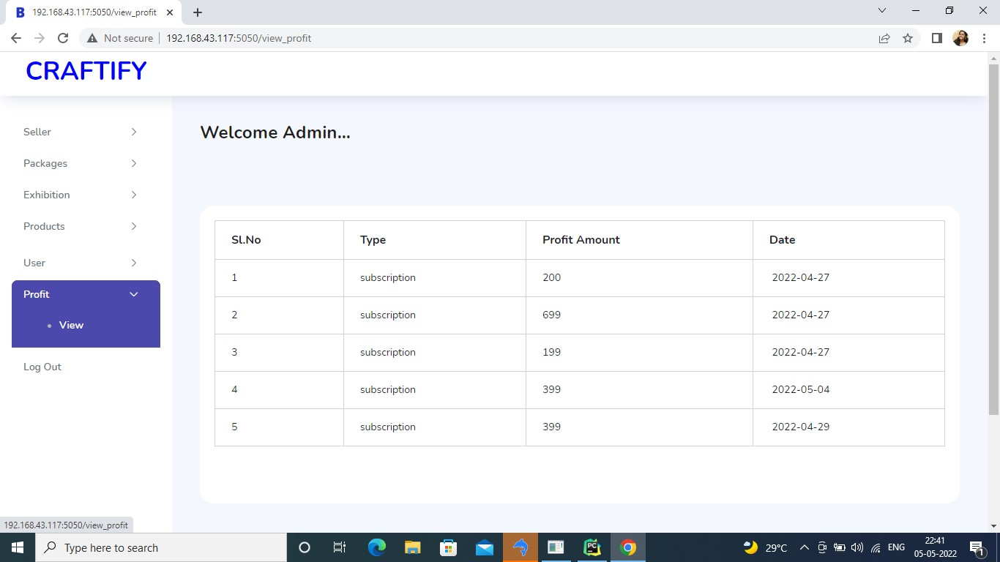 192.168.43.117:5050/view_profit
Not secure
192.168.43.117:5050/view_profit
CRAFTIFY
Seller
Packages
Exhibition
Products
User
Profit
View
Log Out
Welcome Admin...
Sl.No Type Profit Amount Date
1 subscription 200 2022-04-27
2 subscription 699 2022-04-27
3 subscription 199 2022-04-27
4 subscription 399 2022-05-04
5 subscription 399 2022-04-29
192.168.43.117:5050/view_profit
Type here to search
PC
29°C
ENG
22:41
05-05-2022
1